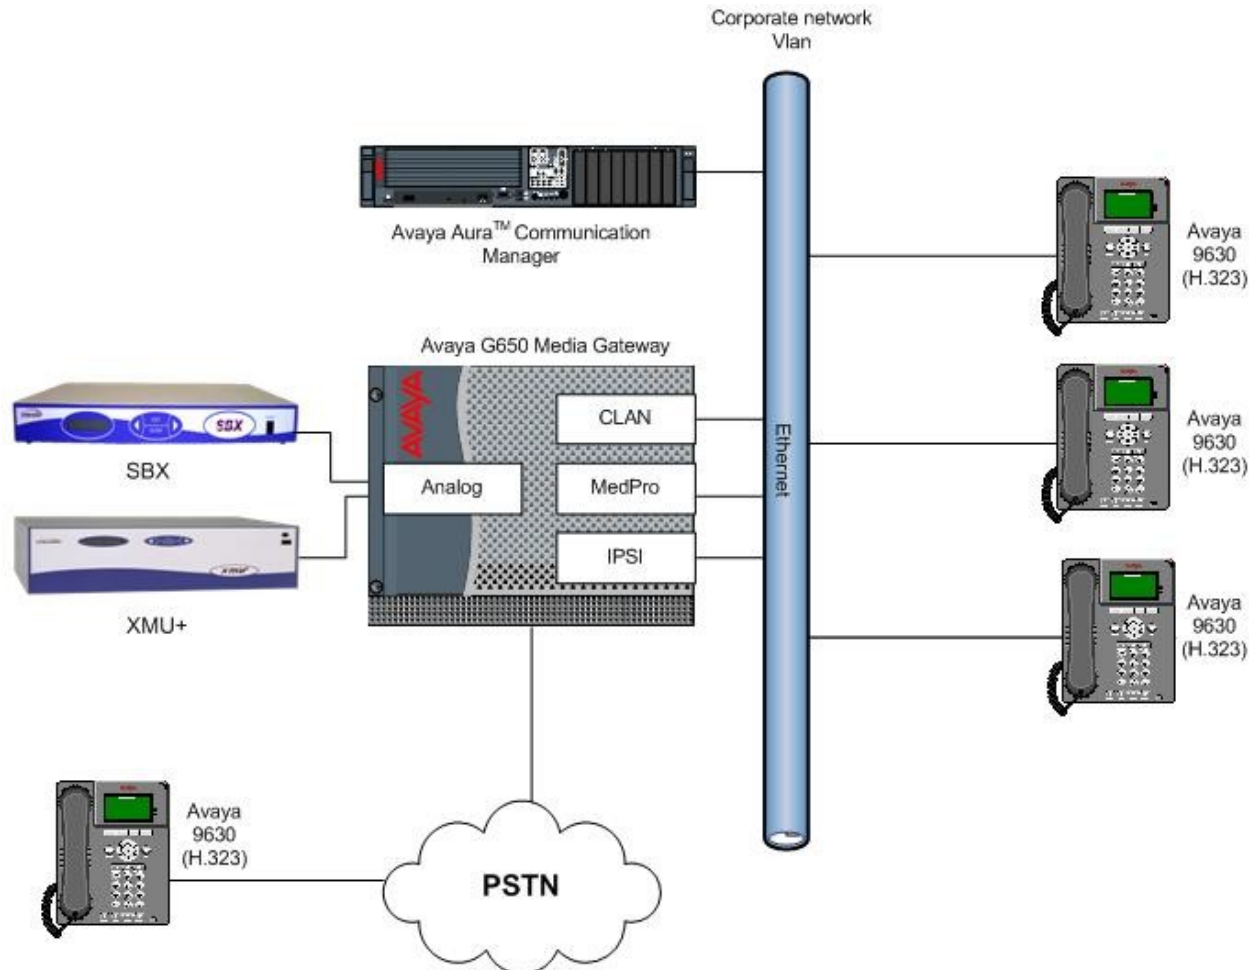 Corporate network
Vlan
Avaya Aura™ Communication
Manager
Avaya
9630
(H.323)
Avaya G650 Media Gateway
AVAYA
CLAN
Analog
MedPro
IPSI
SBX
SBX
XMU+
Ethernet
Avaya
9630
(H.323)
Avaya
9630
(H.323)
Avaya
9630
(H.323)
PSTN